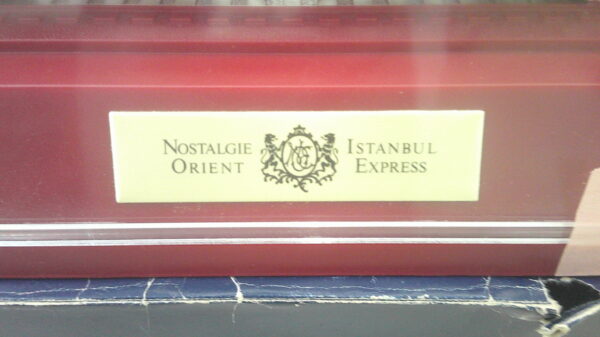 NOSTALGIE ISTANBUL
ORIENT EXPRESS